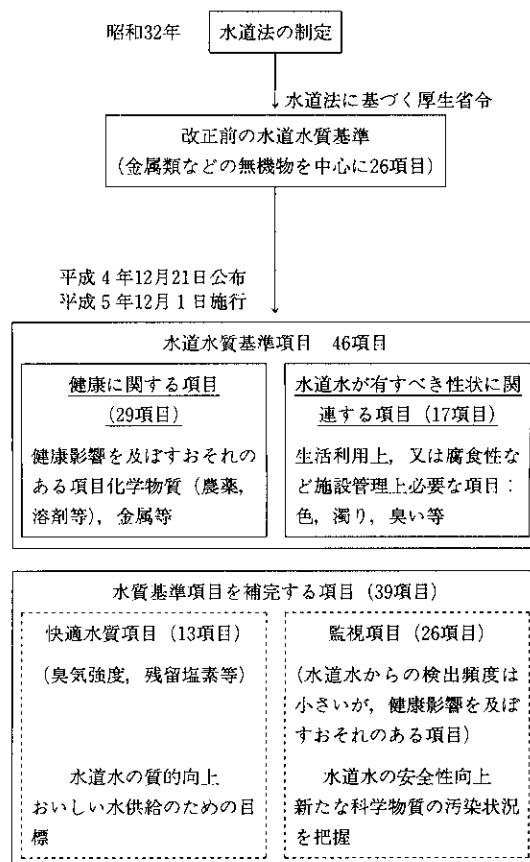 昭和32年 水道法の制定
水道法に基づく厚生省令
改正前の水道水質基準
(金属類などの無機物を中心に26項目)
平成4年12月21日公布
平成5年12月1日施行
水道水質基準項目 46項目
健康に関する項目
(29項目)
健康影響を及ぼすおそれの
ある項目化学物質(農薬,
溶剤等),金属等
水道水が有すべき性状に関
連する項目(17項目)
生活利用上,又は腐食性な
など施設管理上必要な項目:
色,濁り,臭い等
水質基準項目を補完する項目(39項目)
快適水質項目(13項目)
(臭気強度,残留塩素等)
水道水の質的向上
おいしい水供給のための目
標
監視項目(26項目)
(水道水からの検出頻度は
小さいが,健康影響を及ぼ
すおそれのある項目)
水道水の安全性向上
新たな科学物質の汚染状況
を把握